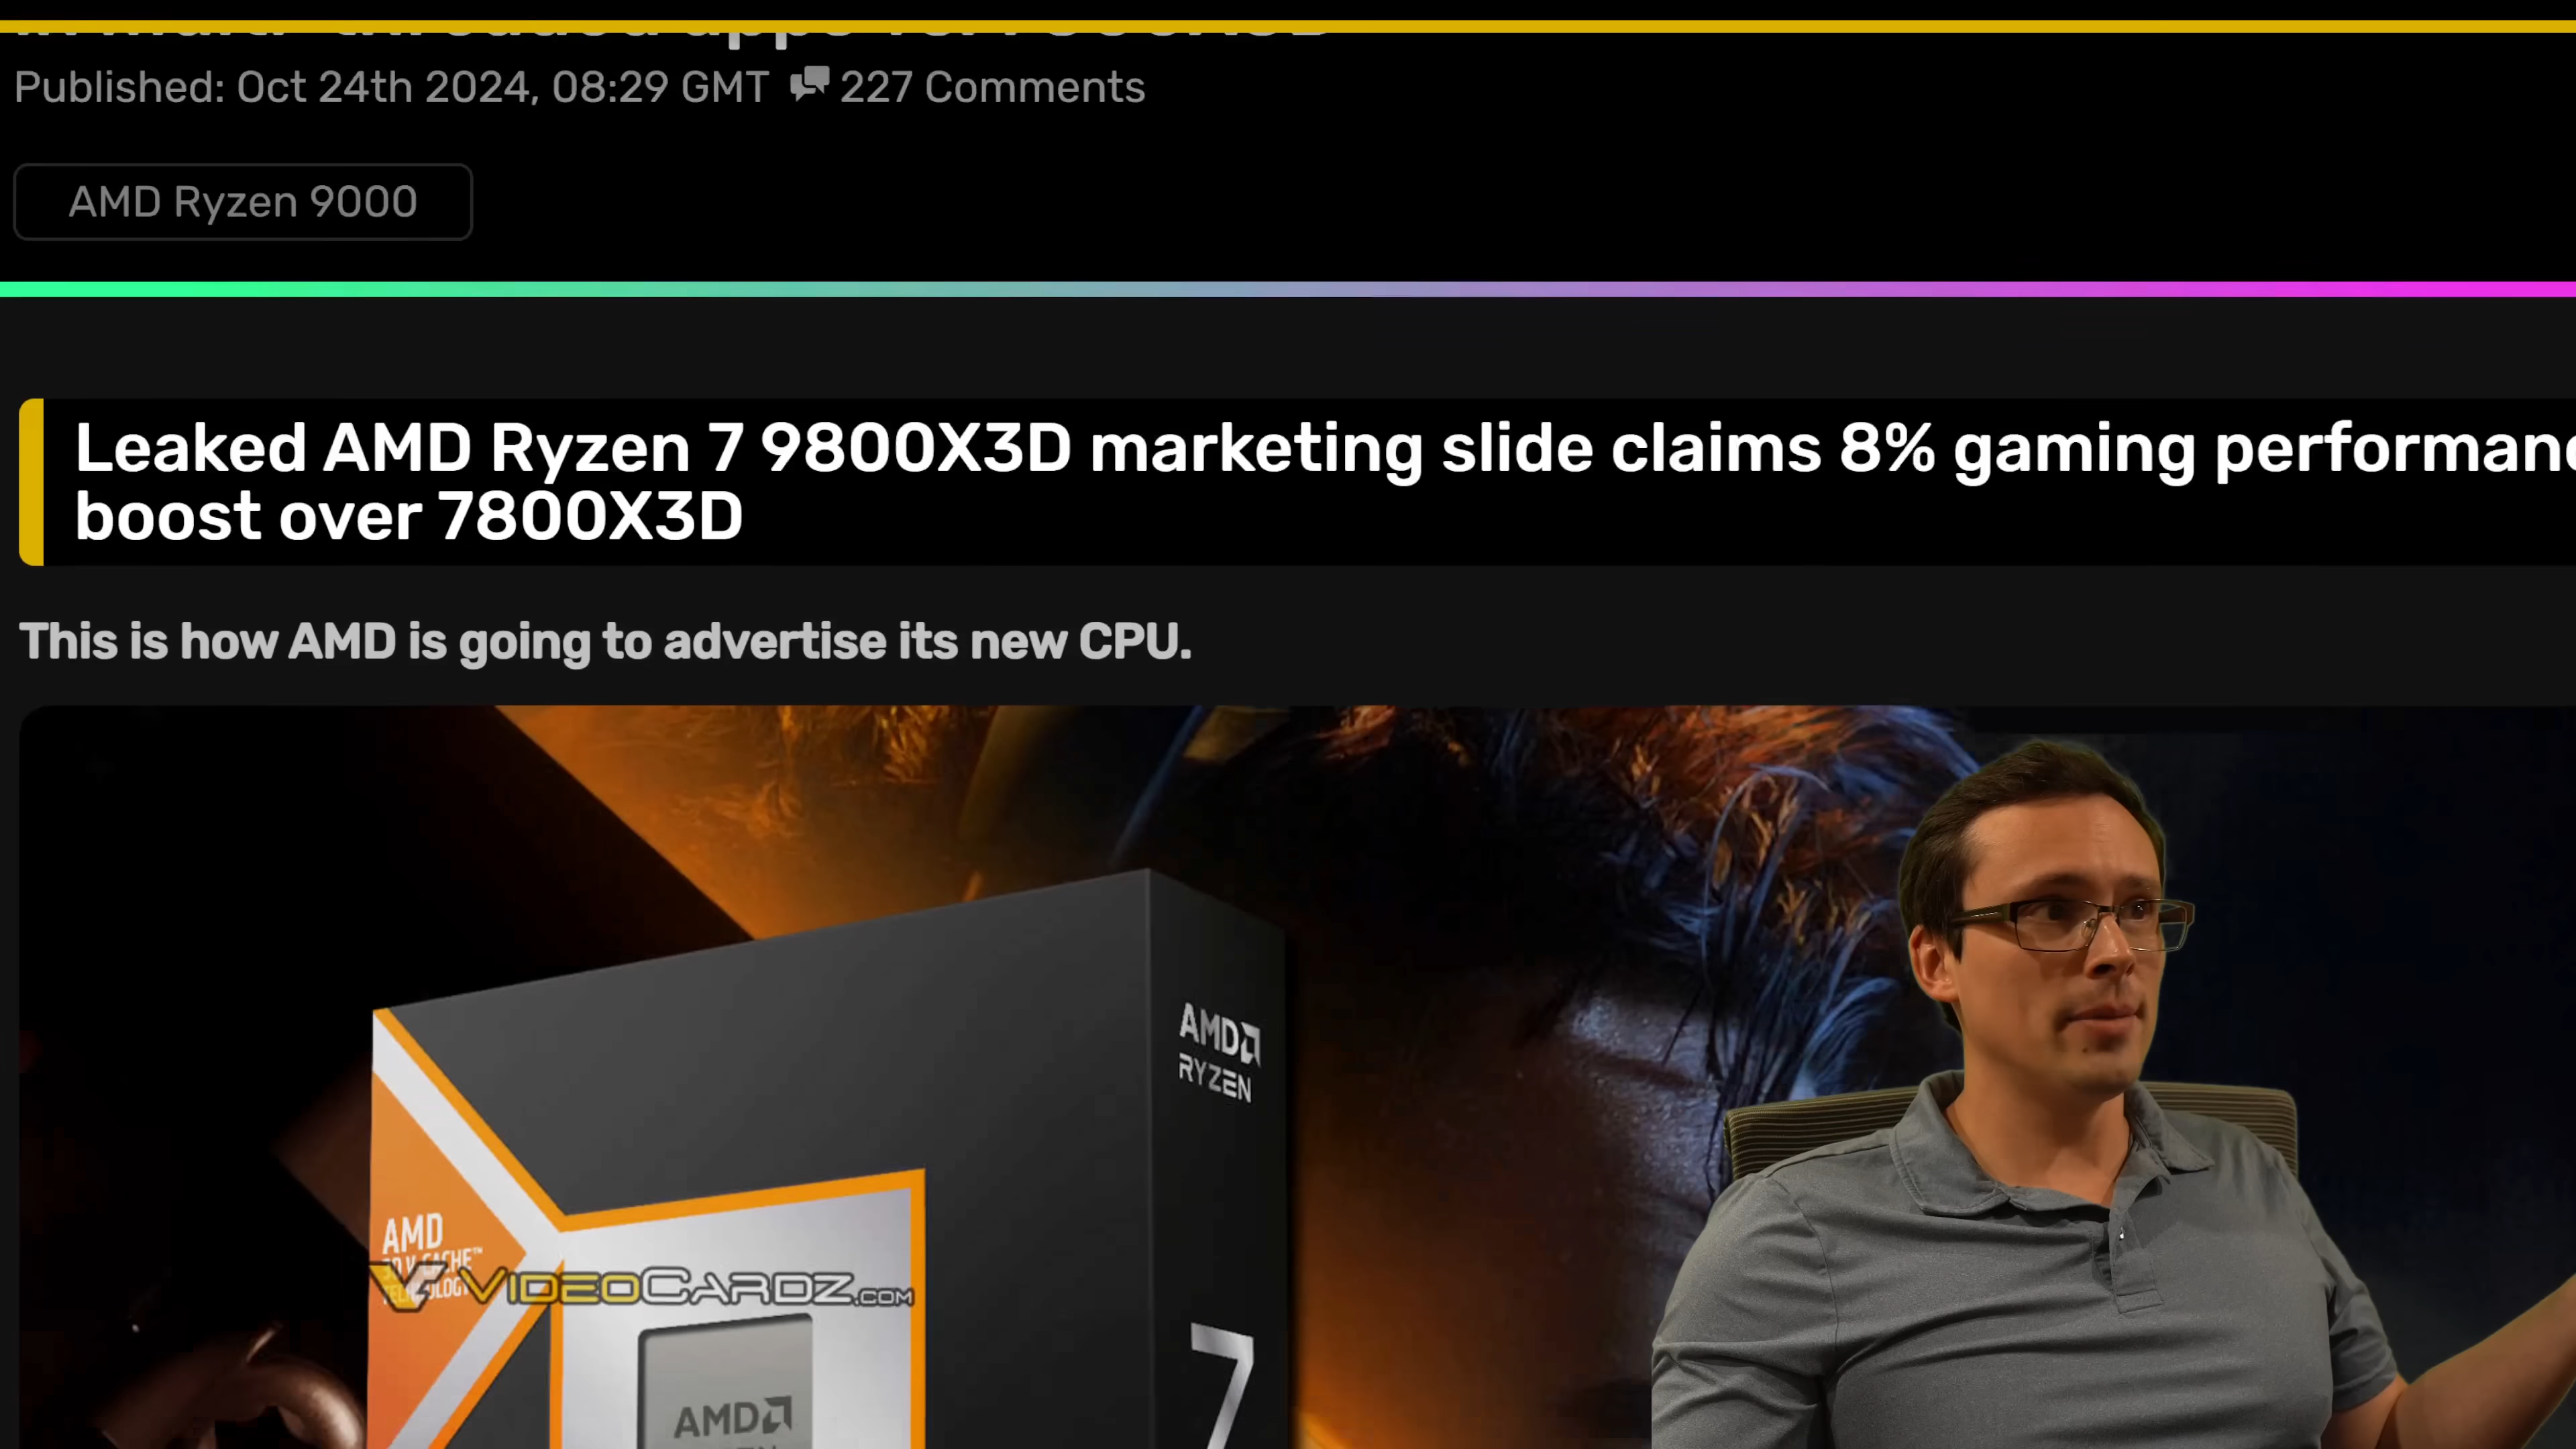 Published: Oct 24th 2024, 08:29 GMT 227 Comments
AMD Ryzen 9000
Leaked AMD Ryzen 7 9800X3D marketing slide claims 8% gaming
boost over 7800X3D
This is how AMD is going to advertise its new CPU.
AMD
RYZEN
AMD
VIDEOCARDZ.COM
7
AMD